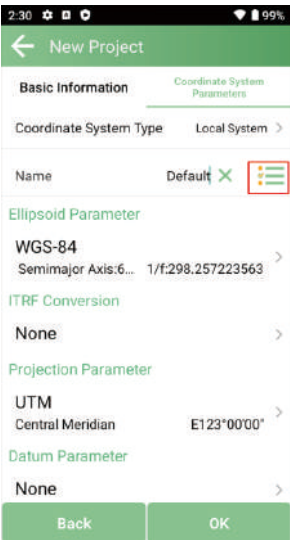 2:30 99%
New Project
Basic Information
Coordinate System
Parameters
Coordinate System Type Local System
Name Default
Ellipsoid Parameter
WGS-84
Semimajor Axis:6... 1/f:298.257223563
ITRF Conversion
None
Projection Parameter
UTM
Central Meridian E123°00'00"
Datum Parameter
None
Back OK